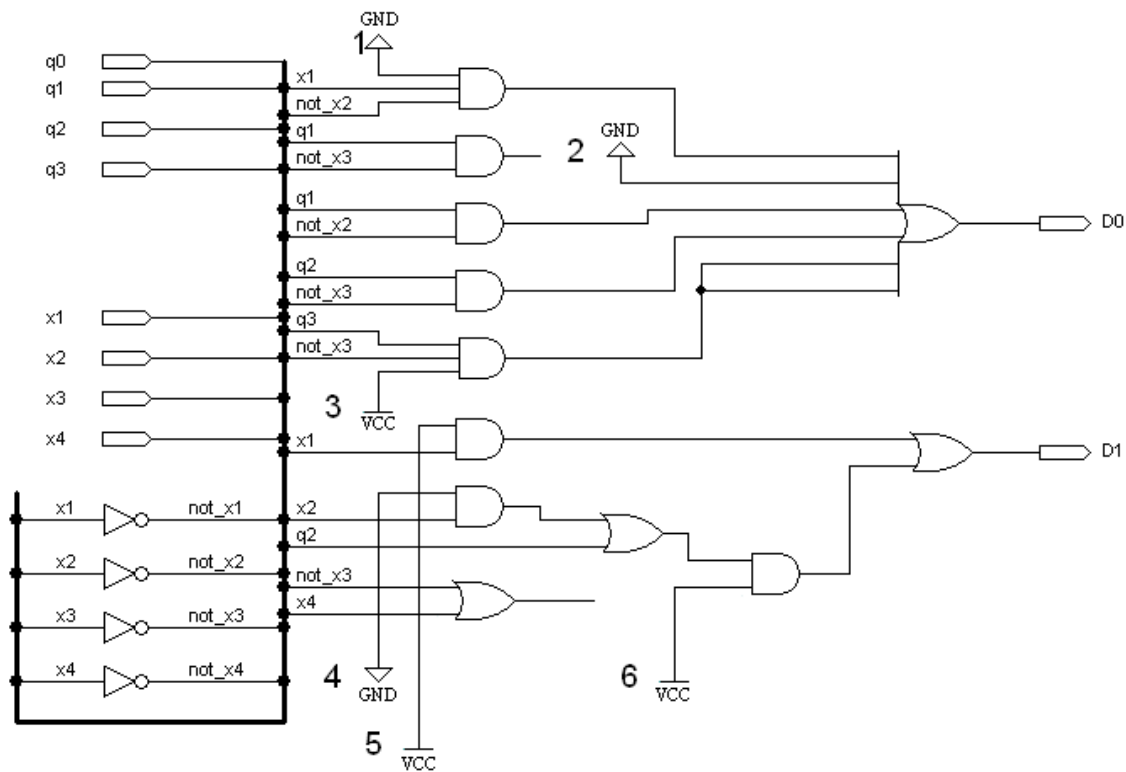 GND
1
q0
x1
q1
not_x2
q2
q1
GND
2
not_x3
q3
q1
not_x2
D0
q2
not_x3
x1
q3
not_x3
x2
3
VCC
x3
x4
x1
D1
x1
not_x1
x2
q2
x2
not_x2
not_x3
x4
x3
not_x3
4
GND
6
VCC
x4
not_x4
5
VCC